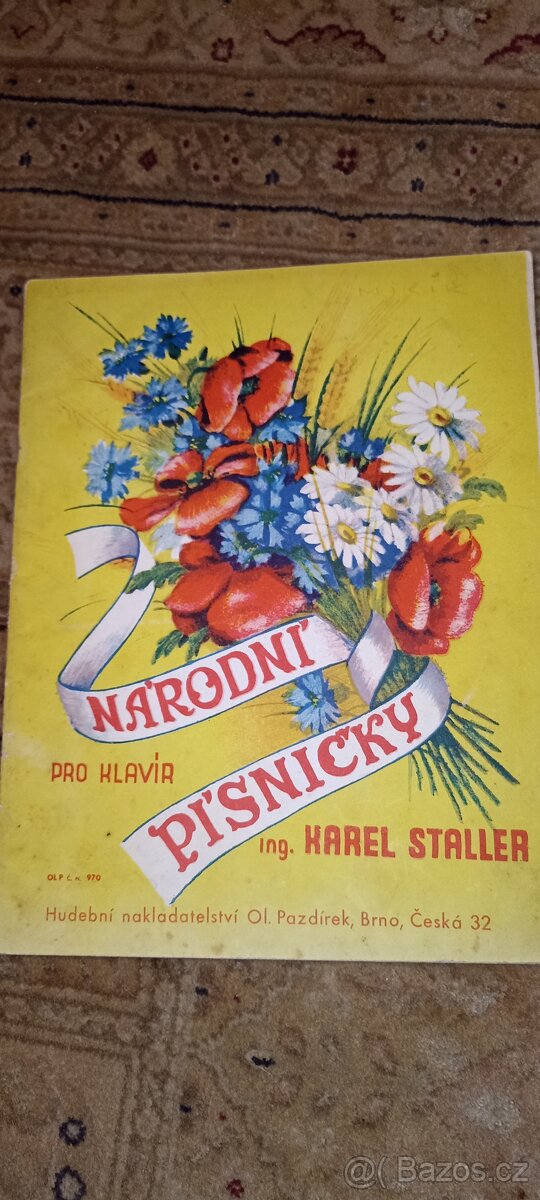 NÁRODNÍ
PÍSNIČKY
PRO KLAVÍR
ing. KAREL STALLER
OLP č. n. 970
Hudební nakladatelství Ol. Pazdírek, Brno, Česká 32
@ Bazos.cz